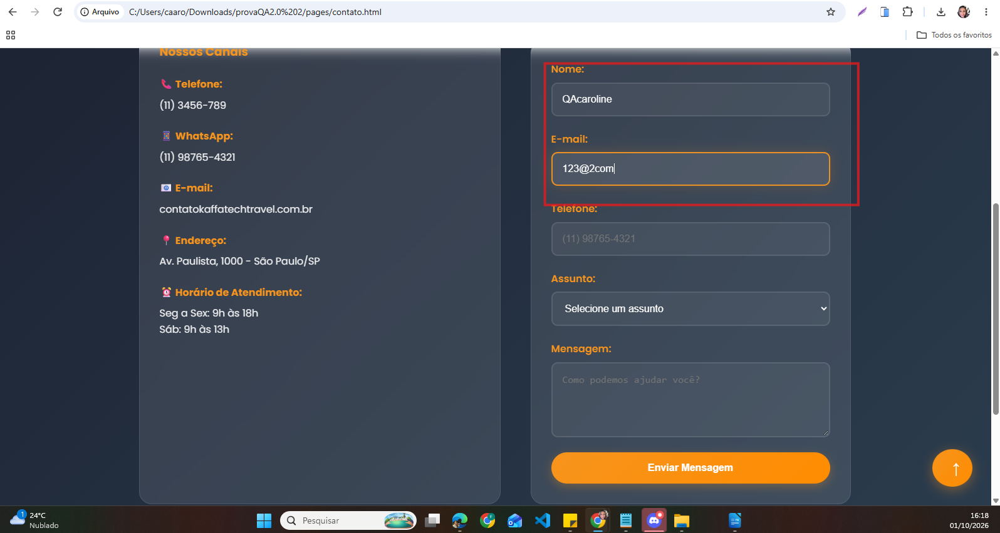 Arquivo
C:/Users/caaro/Downloads/provaQA2.0%202/pages/contato.html
Todos os favoritos
Nossos Canais
Telefone:
(11) 3456-789
WhatsApp:
(11) 98765-4321
E-mail:
contatokaffatechtravel.com.br
Endereço:
Av. Paulista, 1000 - São Paulo/SP
Horário de Atendimento:
Seg a Sex: 9h às 18h
Sáb: 9h às 13h
Nome:
QAcaroline
E-mail:
123@2com
Telefone:
(11) 98765-4321
Assunto:
Selecione um assunto
Mensagem:
Como podemos ajudar você?
Enviar Mensagem
↑
1
24°C
Nublado
Pesquisar
16:18
01/10/2026